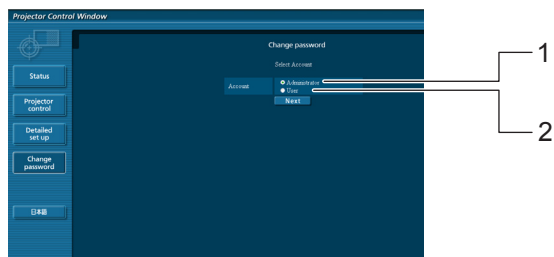 Projector Control Window
Change password
Select Account
Account
Administrator
User
Next
Status
Projector
control
Detailed
set up
Change
password
日本語
1
2